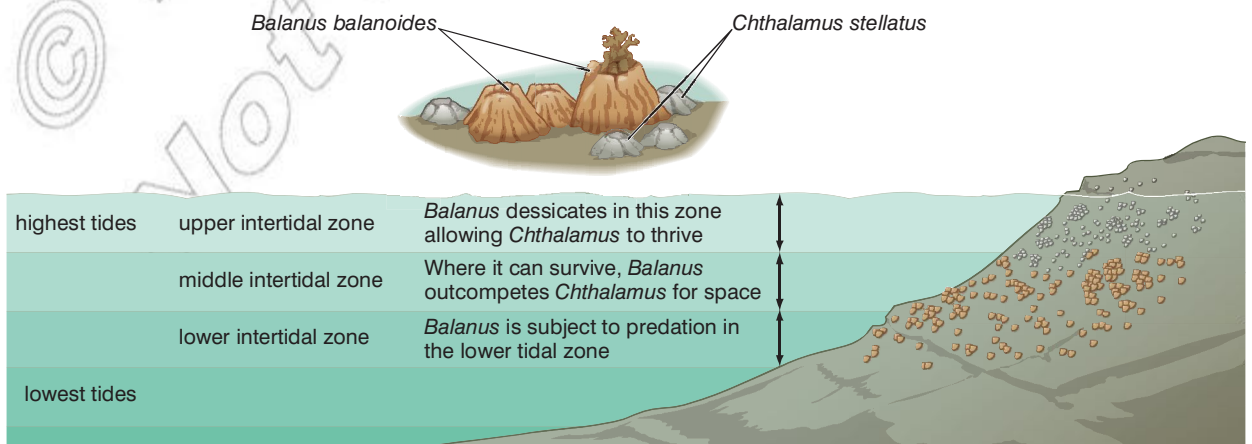 ©
Not
Balanus balanoides
Chthalamus stellatus
highest tides
upper intertidal zone
Balanus dessicates in this zone
allowing Chthalamus to thrive
middle intertidal zone
Where it can survive, Balanus
outcompetes Chthalamus for space
lower intertidal zone
Balanus is subject to predation in
the lower tidal zone
lowest tides